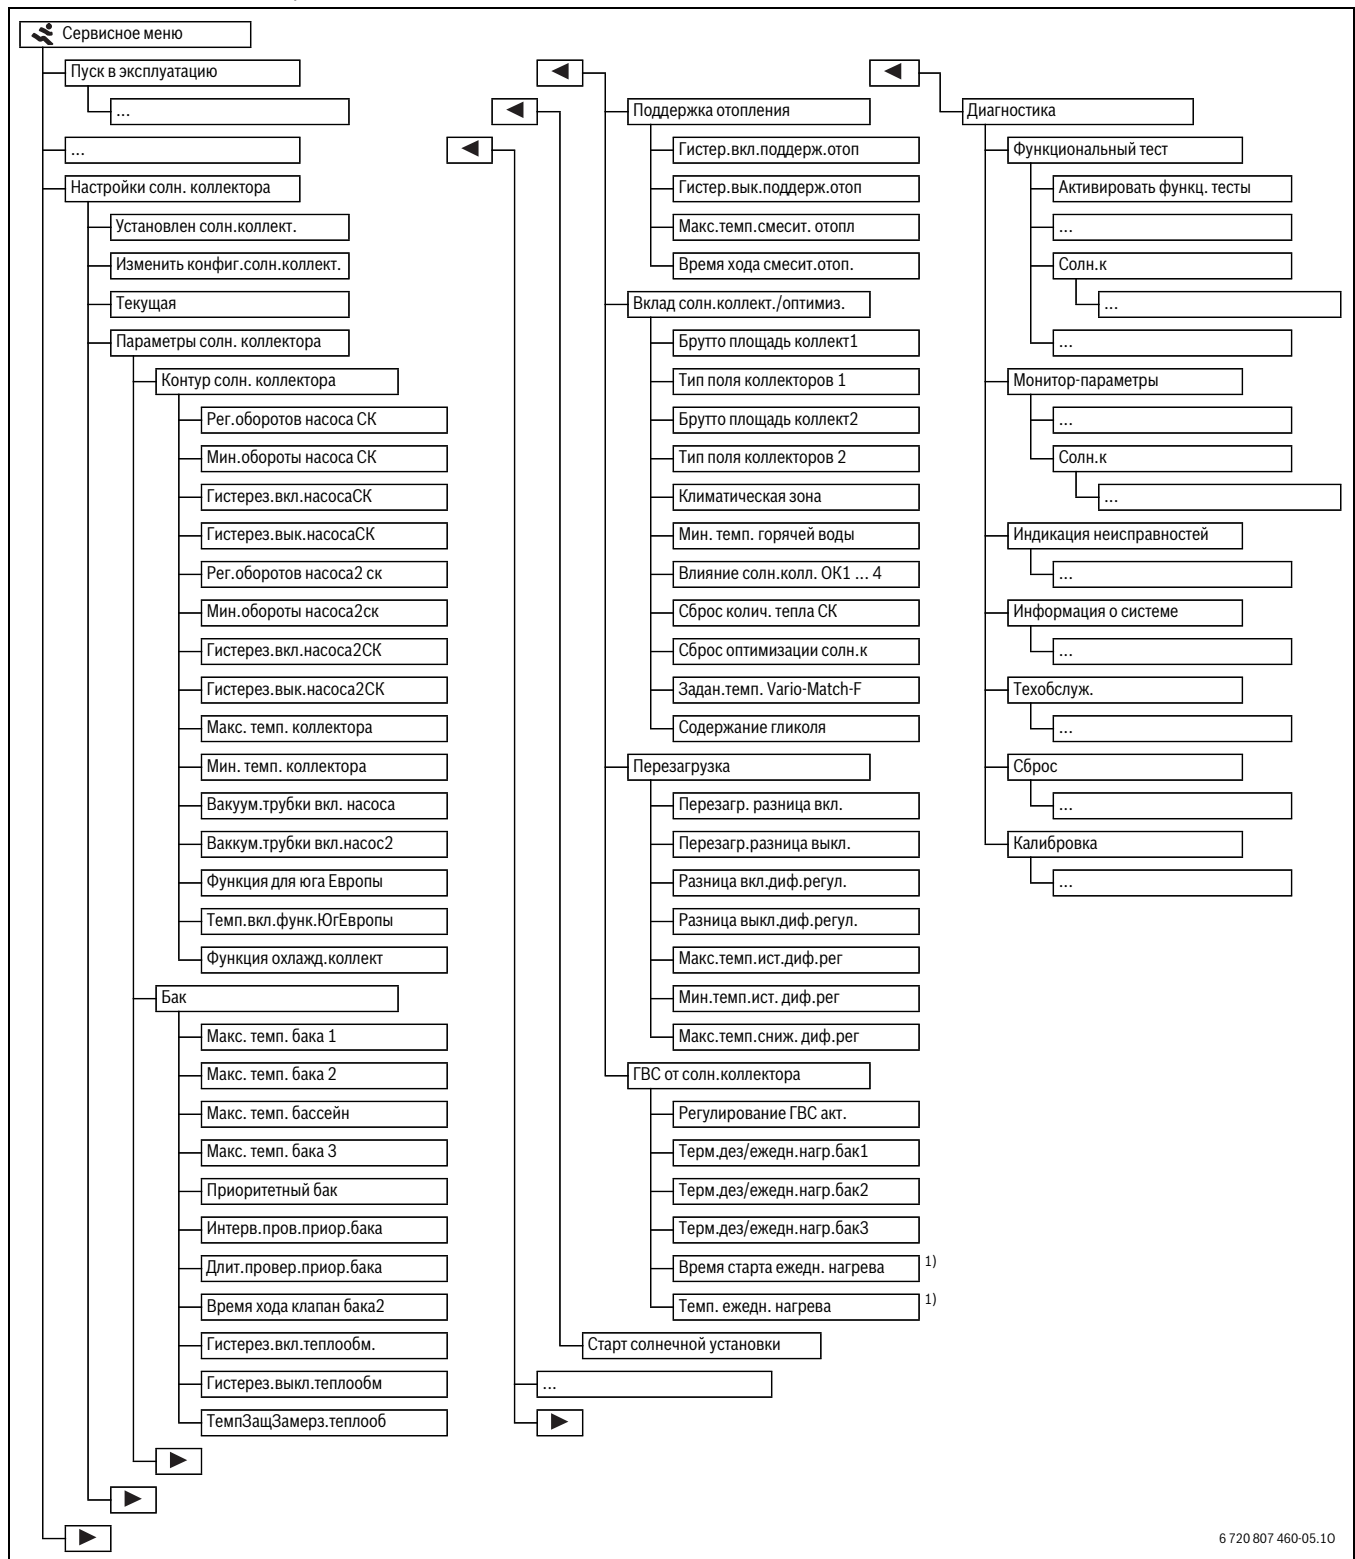 Сервисное меню
Пуск в эксплуатацию
...
...
Настройки солн. коллектора
Установлен солн.коллект.
Изменить конфиг.солн.коллект.
Текущая
Параметры солн. коллектора
Контур солн. коллектора
Рег.оборотов насоса СК
Мин.обороты насоса СК
Гистерез.вкл.насосаСК
Гистерез.вык.насосаСК
Рег.оборотов насоса2 ск
Мин.обороты насоса2ск
Гистерез.вкл.насоса2СК
Гистерез.вык.насоса2СК
Макс. темп. коллектора
Мин. темп. коллектора
Вакуум.трубки вкл. насоса
Ваккум.трубки вкл.насос2
Функция для юга Европы
Темп.вкл.функ.ЮгЕвропы
Функция охлажд.коллект
Бак
Макс. темп. бака 1
Макс. темп. бака 2
Макс. темп. бассейн
Макс. темп. бака 3
Приоритетный бак
Интерв.пров.приор.бака
Длит.провер.приор.бака
Время хода клапан бака2
Гистерез.вкл.теплообм.
Гистерез.выкл.теплообм
ТемпЗащЗамерз.теплооб
Поддержка отопления
Гистер.вкл.поддерж.отоп
Гистер.вык.поддерж.отоп
Макс.темп.смесит. отопл
Время хода смесит.отоп.
Вклад солн.коллект./оптимиз.
Брутто площадь коллект1
Тип поля коллекторов 1
Брутто площадь коллект2
Тип поля коллекторов 2
Климатическая зона
Мин. темп. горячей воды
Влияние солн.колл. ОК1 ... 4
Сброс колич. тепла СК
Сброс оптимизации солн.к
Задан.темп. Vario-Match-F
Содержание гликоля
Перезагрузка
Перезагр. разница вкл.
Перезагр.разница выкл.
Разница вкл.диф.регул.
Разница выкл.диф.регул.
Макс.темп.ист.диф.рег
Мин.темп.ист. диф.рег
Макс.темп.сниж. диф.рег
ГВС от солн.коллектора
Регулирование ГВС акт.
Терм.дез/ежедн.нагр.бак1
Терм.дез/ежедн.нагр.бак2
Терм.дез/ежедн.нагр.бак3
Время старта ежедн. нагрева 1)
Темп. ежедн. нагрева 1)
Старт солнечной установки
...
Диагностика
Функциональный тест
Активировать функц. тесты
...
Солн.к
...
...
Монитор-параметры
...
Солн.к
...
Индикация неисправностей
...
Информация о системе
...
Техобслуж.
...
Сброс
...
Калибровка
...
6 720 807 460-05.1O